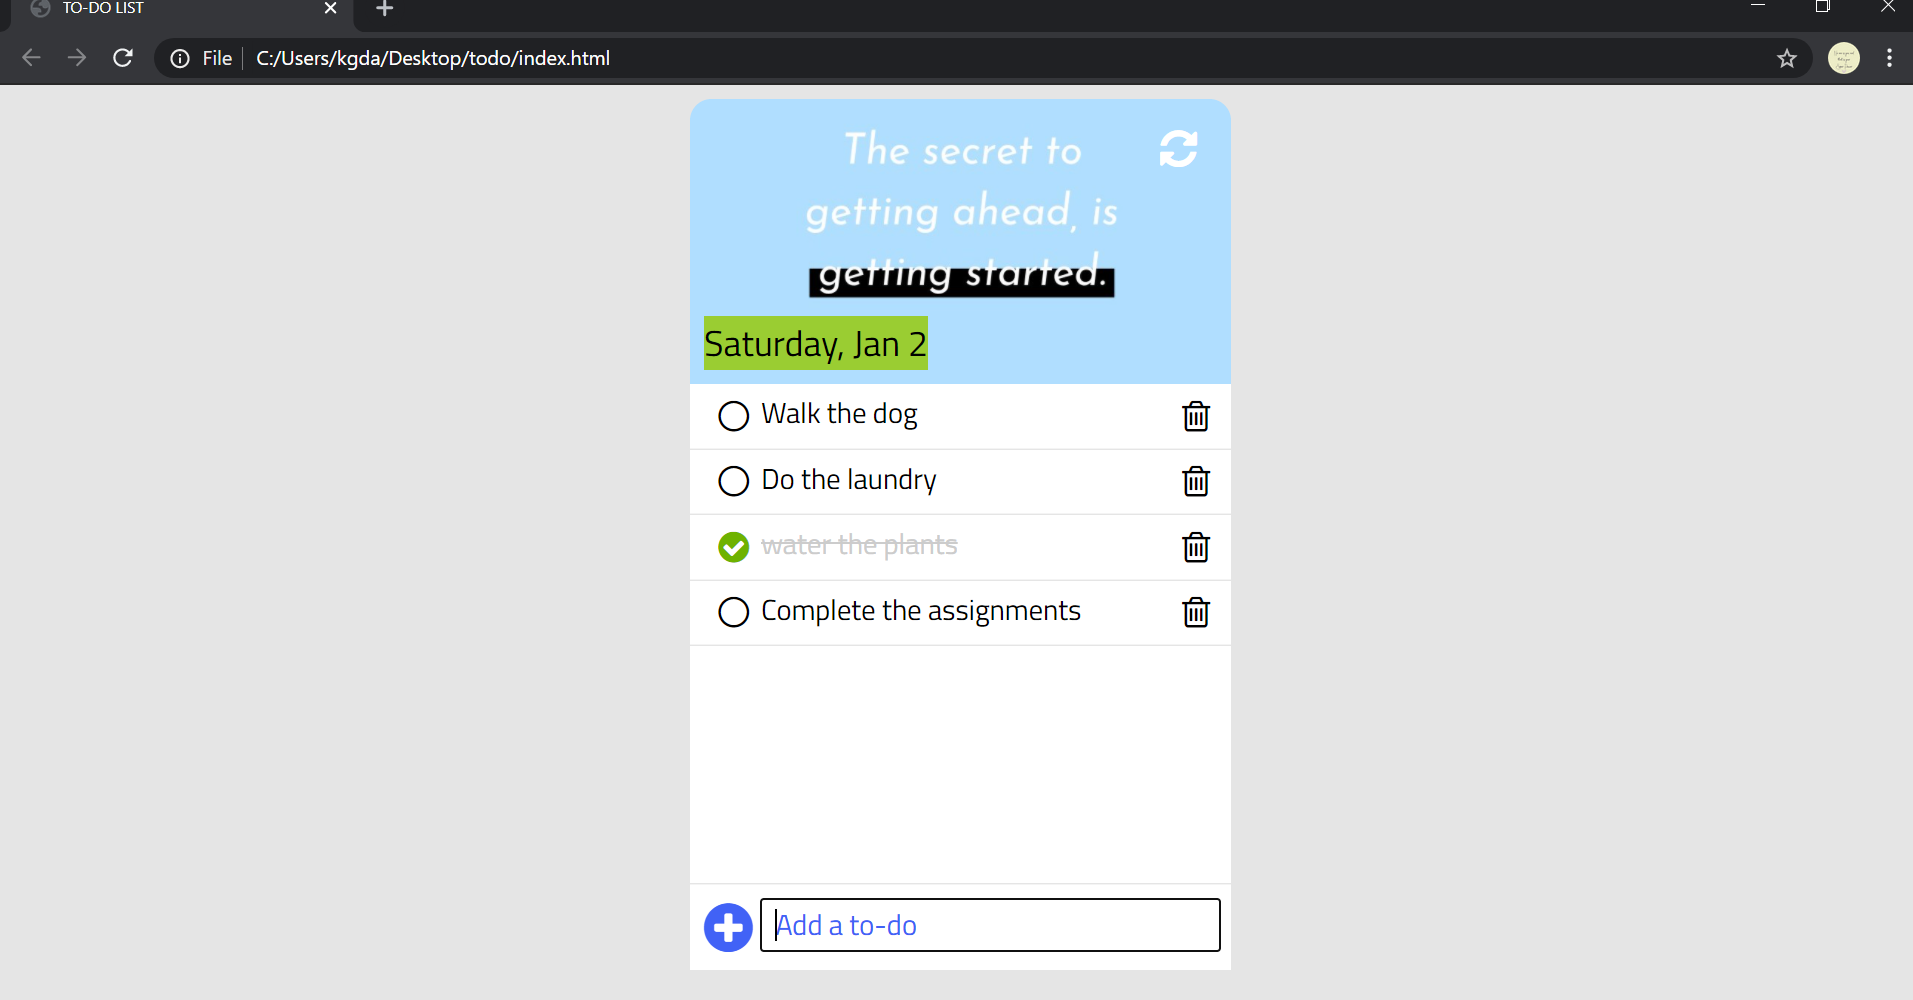 TO-DO LIST
File C:/Users/kgda/Desktop/todo/index.html
The secret to
getting ahead, is
getting started.
Saturday, Jan 2
Walk the dog
Do the laundry
water the plants
Complete the assignments
Add a to-do